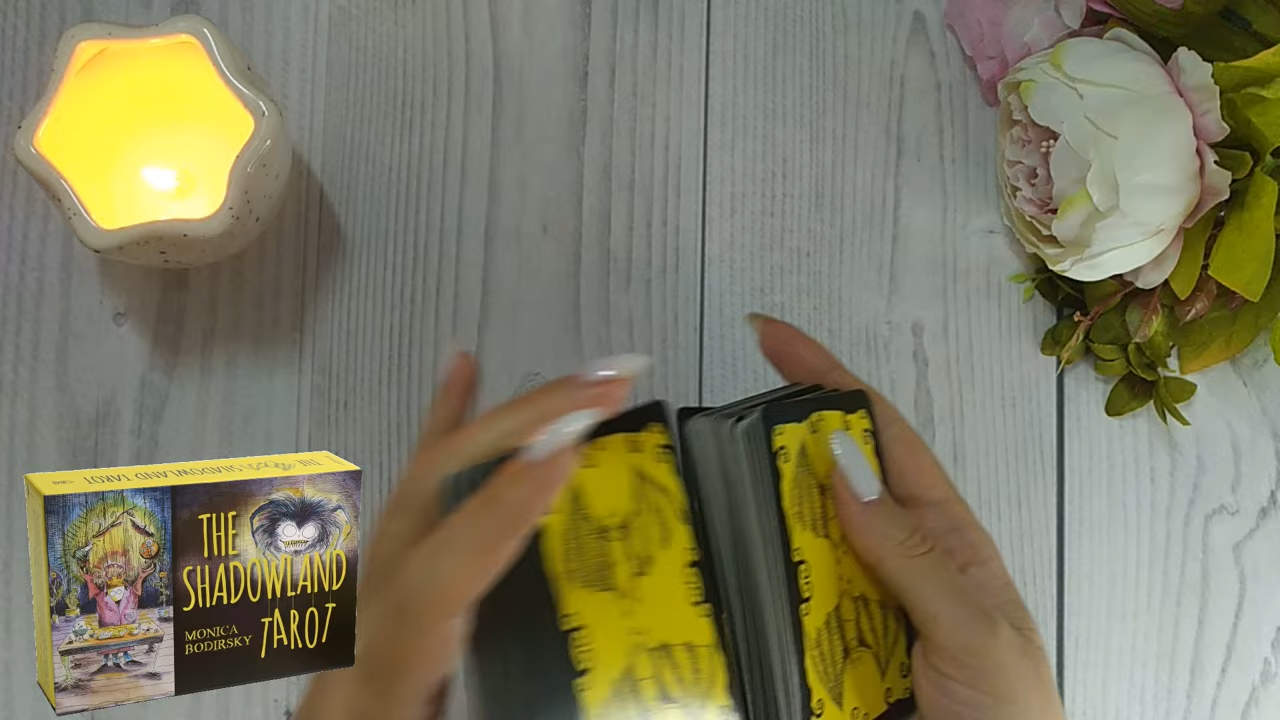 THE SHADOWLAND TAROT
THE
SHADOWLAND
TAROT
MONICA
BODIRSKY